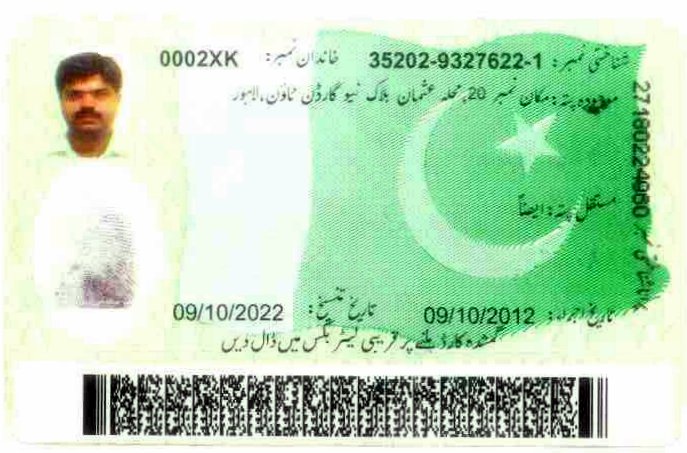 شناختی نمبر: 35202-9327622-1 خاندان نمبر: 0002XK
موجودہ پتہ: مکان نمبر 20، محلہ عثمان بلاک نیو گارڈن ٹاؤن، لاہور
مستقل پتہ: ایضاً
تاریخ اجراء: 09/10/2012 تاریخ تنسیخ: 09/10/2022
گمشدہ کارڈ ملنے پر قریبی لیٹر بکس میں ڈال دیں